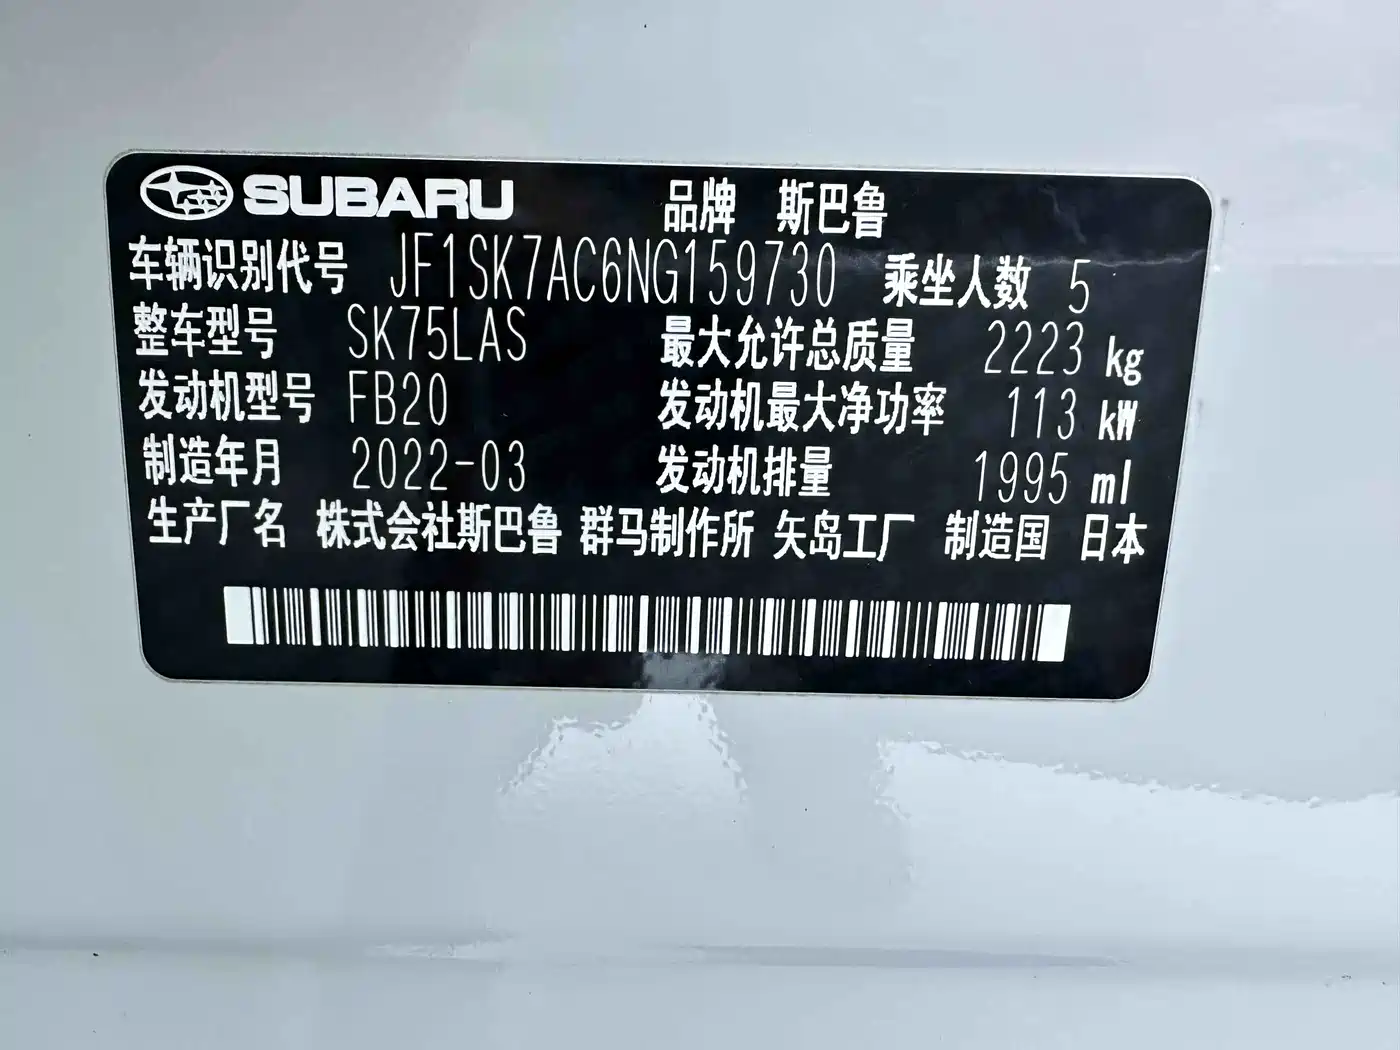 SUBARU 品牌 斯巴鲁
车辆识别代号 JF1SK7AC6NG159730 乘坐人数 5
整车型号 SK75LAS 最大允许总质量 2223 kg
发动机型号 FB20 发动机最大净功率 113 kW
制造年月 2022-03 发动机排量 1995 ml
生产厂名 株式会社斯巴鲁 群马制作所 矢岛工厂 制造国 日本